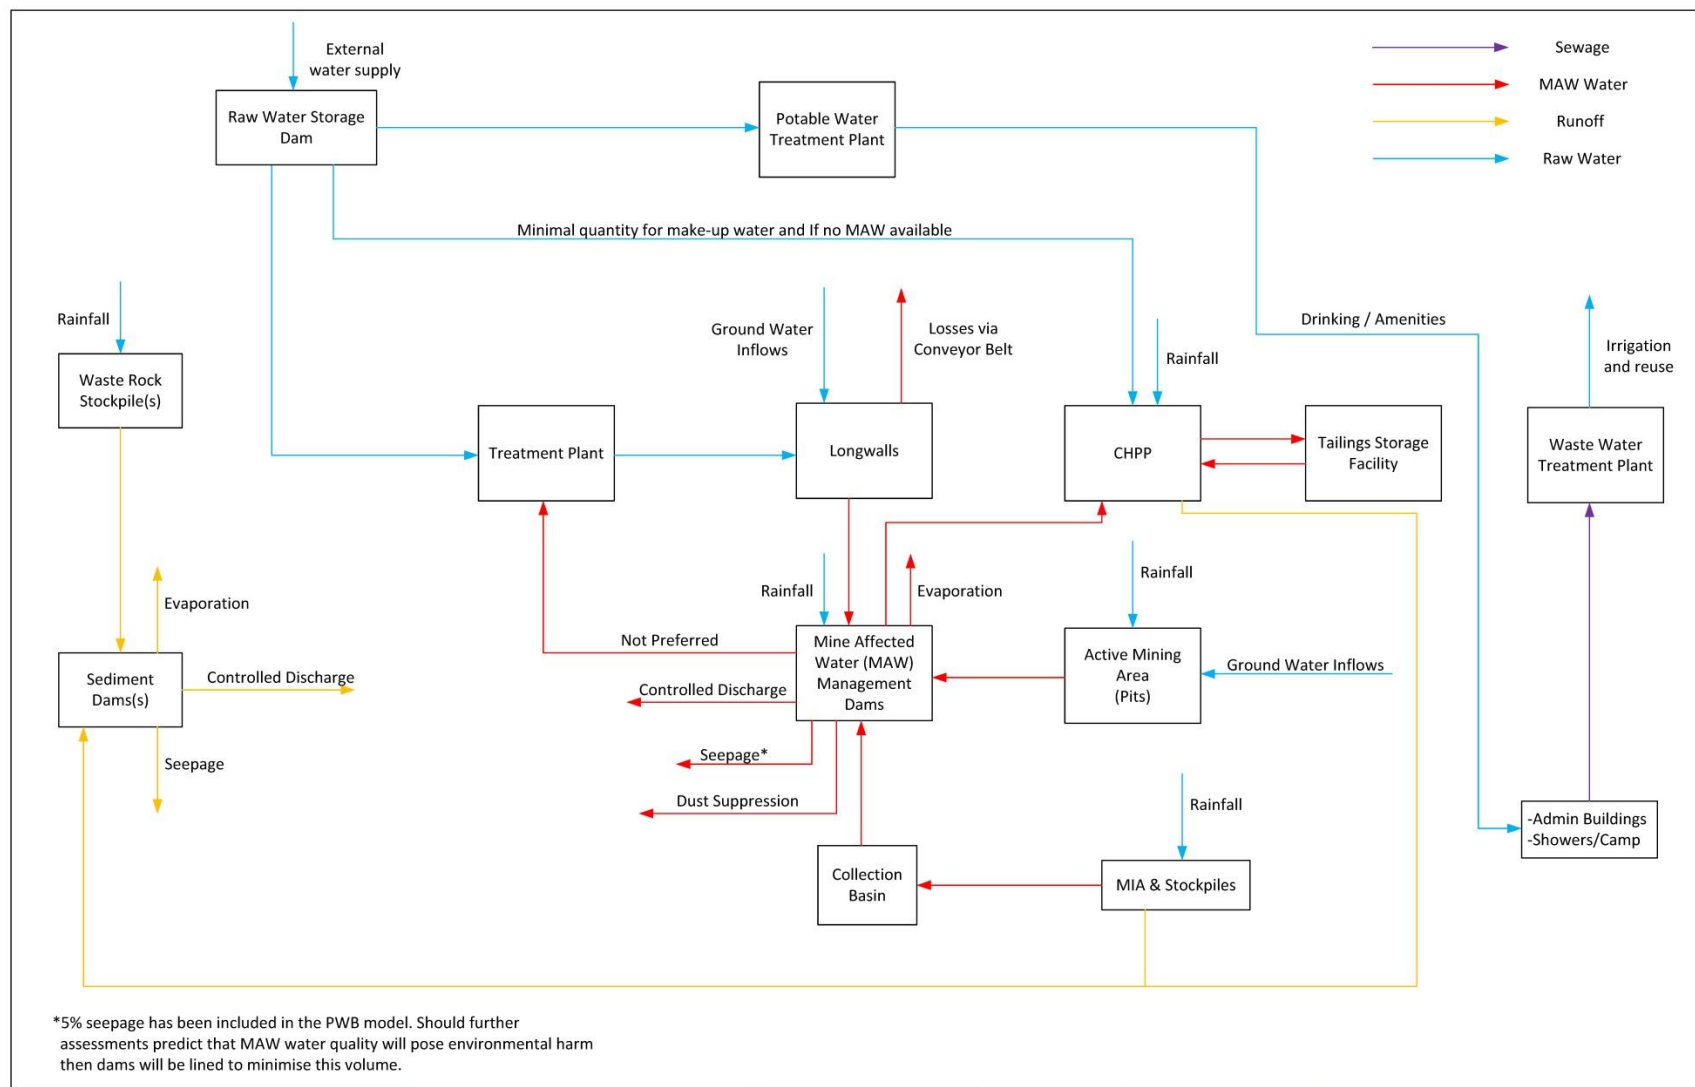 External
water supply
Raw Water Storage
Dam
Potable Water
Treatment Plant
Sewage
MAW Water
Runoff
Raw Water
Minimal quantity for make-up water and If no MAW available
Rainfall
Waste Rock
Stockpile(s)
Ground Water
Inflows
Losses via
Conveyor Belt
Rainfall
Drinking / Amenities
Irrigation
and reuse
Treatment Plant
Longwalls
CHPP
Tailings Storage
Facility
Waste Water
Treatment Plant
Evaporation
Sediment
Dams(s)
Controlled Discharge
Seepage
Rainfall
Evaporation
Not Preferred
Mine Affected
Water (MAW)
Management
Dams
Controlled Discharge
Seepage*
Dust Suppression
Rainfall
Active Mining
Area
(Pits)
Ground Water Inflows
Rainfall
Collection
Basin
MIA & Stockpiles
-Admin Buildings
-Showers/Camp
*5% seepage has been included in the PWB model. Should further
assessments predict that MAW water quality will pose environmental harm
then dams will be lined to minimise this volume.